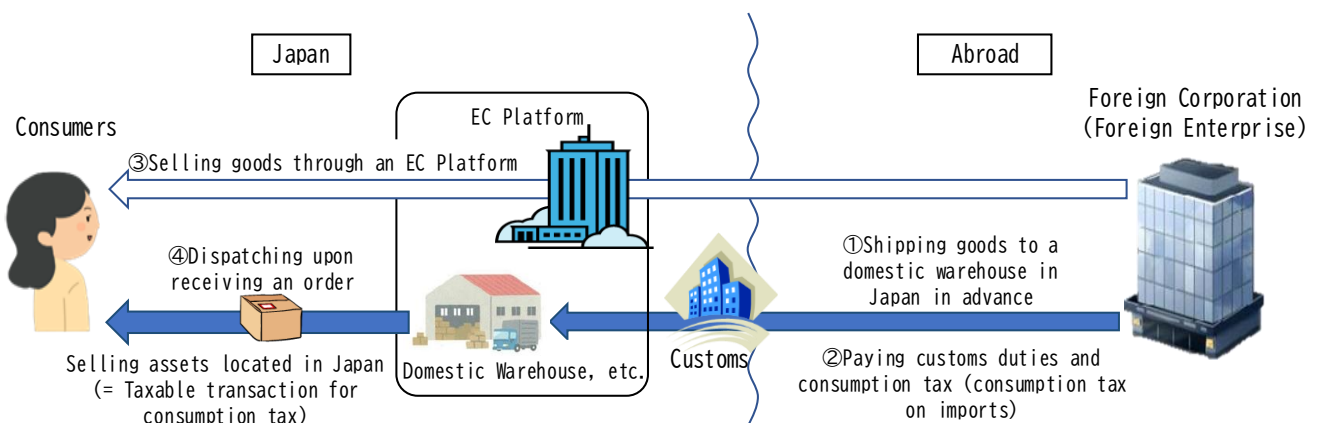 Japan
Abroad
Consumers
EC Platform
Foreign Corporation
(Foreign Enterprise)
③Selling goods through an EC Platform
④Dispatching upon
receiving an order
①Shipping goods to a
domestic warehouse in
Japan in advance
Selling assets located in Japan
(= Taxable transaction for
consumption tax)
Domestic Warehouse, etc.
Customs
②Paying customs duties and
consumption tax (consumption tax
on imports)